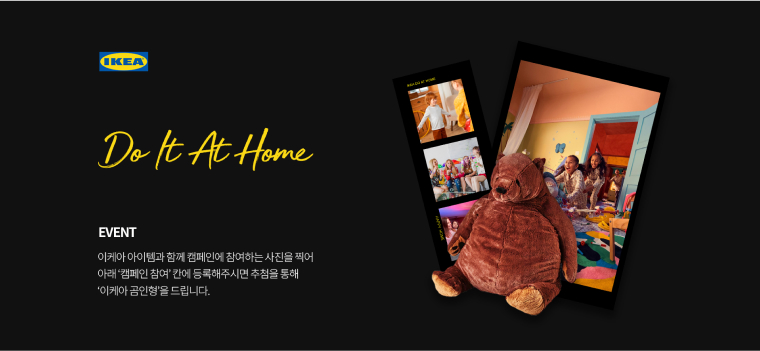 IKEA
Do It At Home
EVENT
이케아 아이템과 함께 캠페인에 참여하는 사진을 찍어
아래 '캠페인 참여' 칸에 등록해주시면 추첨을 통해
'이케아 곰인형'을 드립니다.